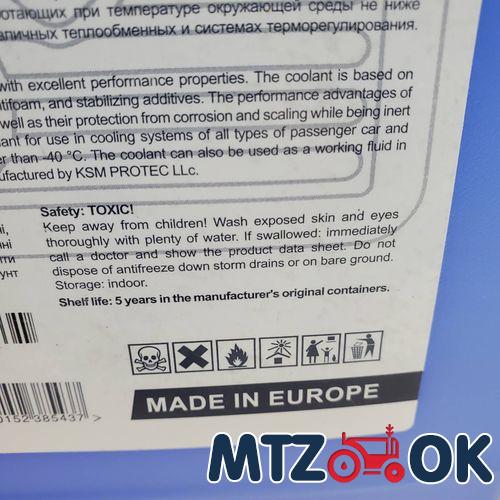 при температуре окружающей среды не ниже
теплообменных и системах терморегулирования.
with excellent performance properties. The coolant is based on
and stabilizing additives. The performance advantages of
well as their protection from corrosion and scaling while being inert
for use in cooling systems of all types of passenger car and
than -40 °C. The coolant can also be used as a working fluid in
by KSM PROTEC LLc.
Safety: TOXIC!
Keep away from children! Wash exposed skin and eyes
thoroughly with plenty of water. If swallowed: immediately
call a doctor and show the product data sheet. Do not
dispose of antifreeze down storm drains or on bare ground.
Storage: indoor.
Shelf life: 5 years in the manufacturer's original containers.
MADE IN EUROPE
0152385437 >
MTZ OK